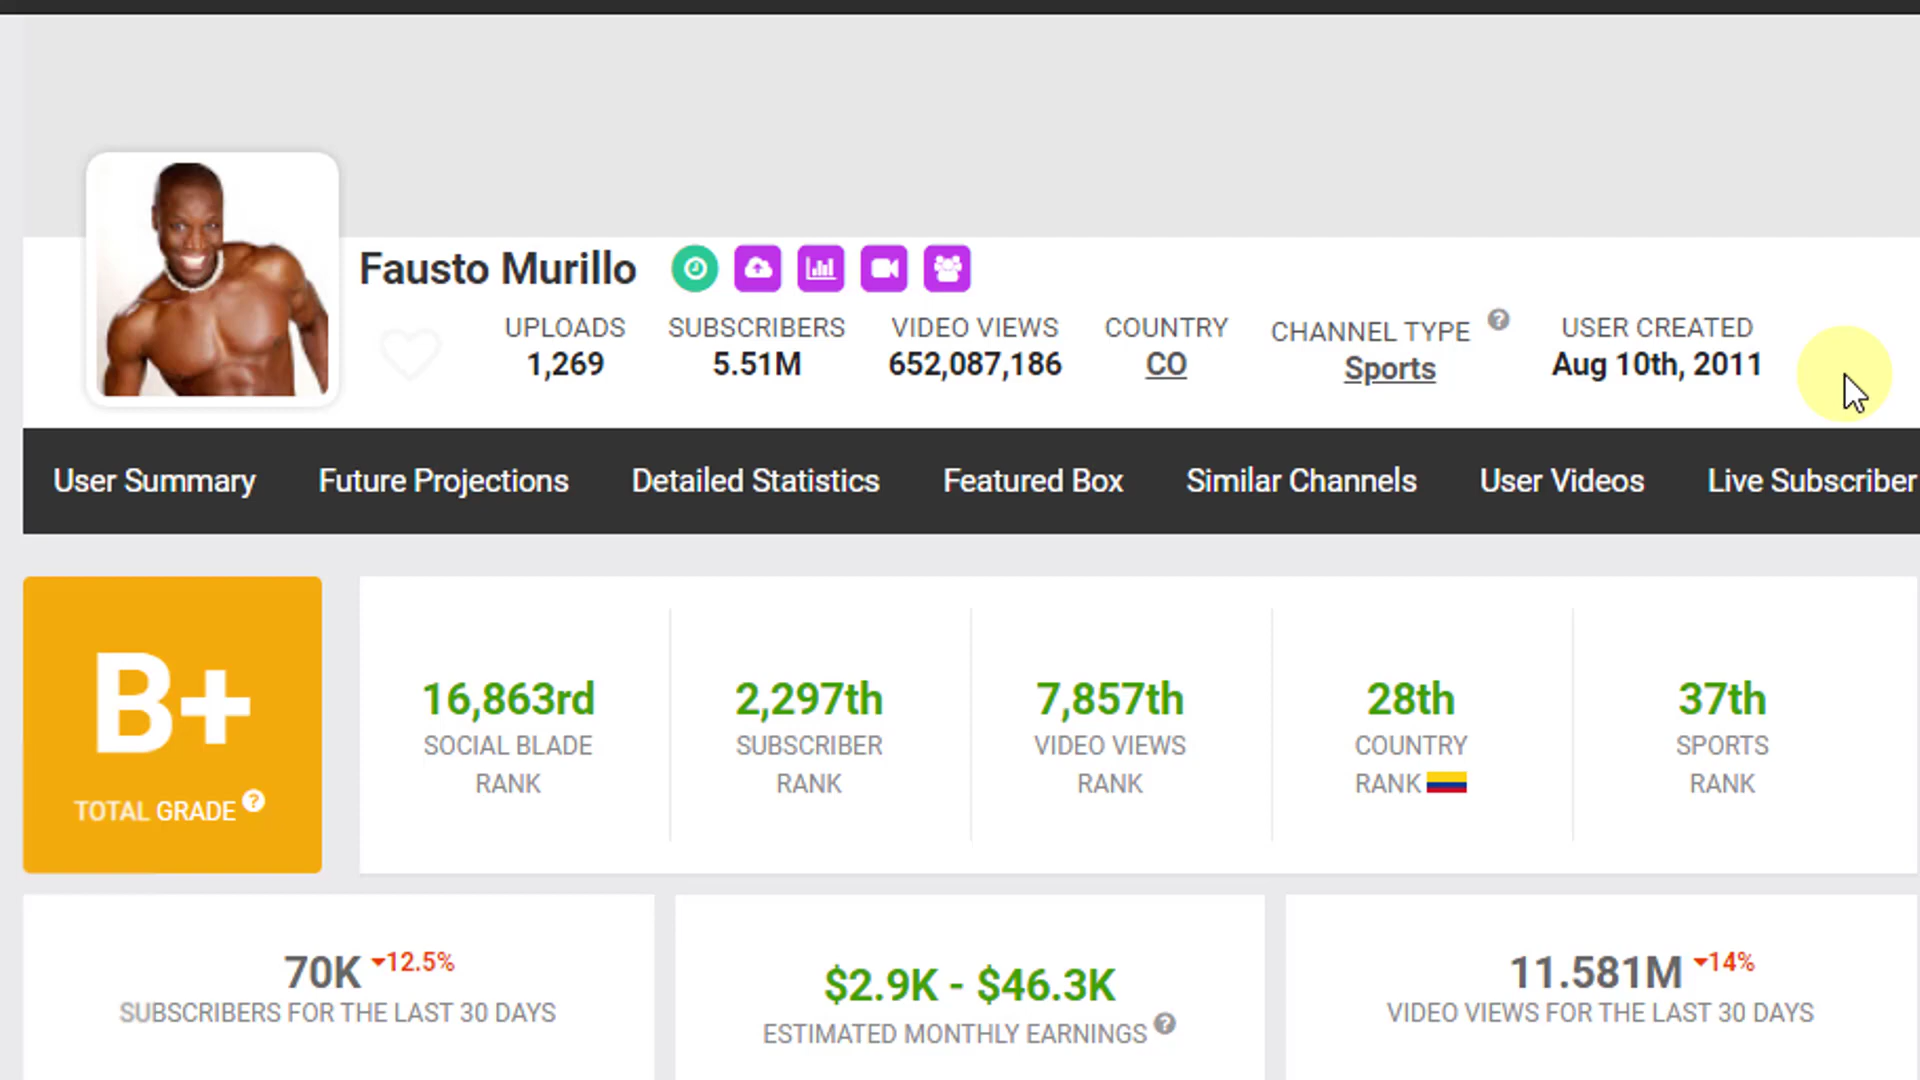 Fausto Murillo
UPLOADS
1,269
SUBSCRIBERS
5.51M
VIDEO VIEWS
652,087,186
COUNTRY
CO
CHANNEL TYPE ?
Sports
USER CREATED
Aug 10th, 2011
User Summary
Future Projections
Detailed Statistics
Featured Box
Similar Channels
User Videos
Live Subscriber
B+
TOTAL GRADE ?
16,863rd
SOCIAL BLADE
RANK
2,297th
SUBSCRIBER
RANK
7,857th
VIDEO VIEWS
RANK
28th
COUNTRY
RANK
37th
SPORTS
RANK
70K 12.5%
SUBSCRIBERS FOR THE LAST 30 DAYS
$2.9K - $46.3K
ESTIMATED MONTHLY EARNINGS ?
11.581M 14%
VIDEO VIEWS FOR THE LAST 30 DAYS